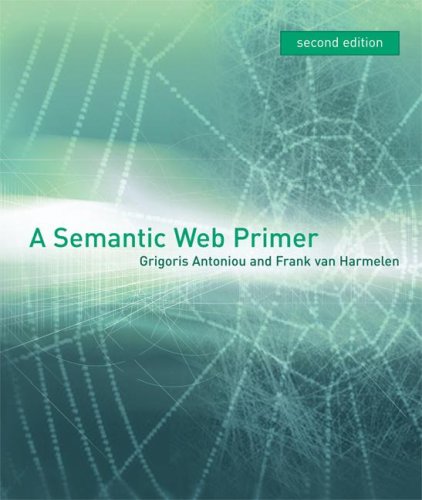 second edition
A Semantic Web Primer
Grigoris Antoniou and Frank van Harmelen